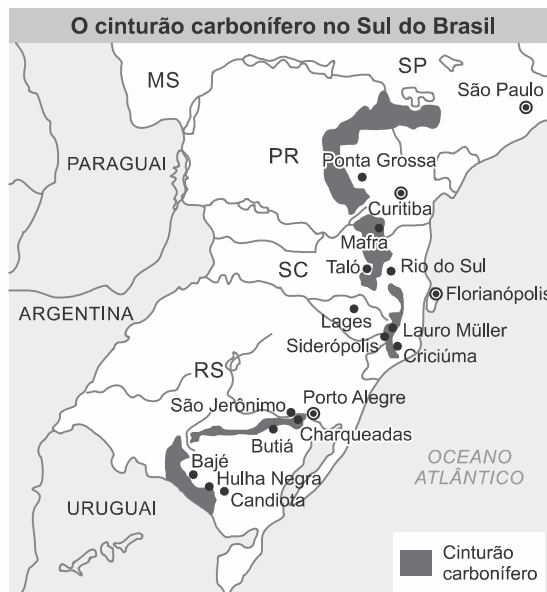 O cinturão carbonífero no Sul do Brasil
MS
SP
São Paulo
PARAGUAI
PR
Ponta Grossa
Curitiba
Mafra
Taló
Rio do Sul
SC
Florianópolis
ARGENTINA
Lages
Lauro Müller
Siderópolis
Criciúma
RS
São Jerônimo
Porto Alegre
Charqueadas
Butiá
Bajé
Hulha Negra
Candiota
URUGUAI
OCEANO
ATLÂNTICO
Cinturão
carbonífero